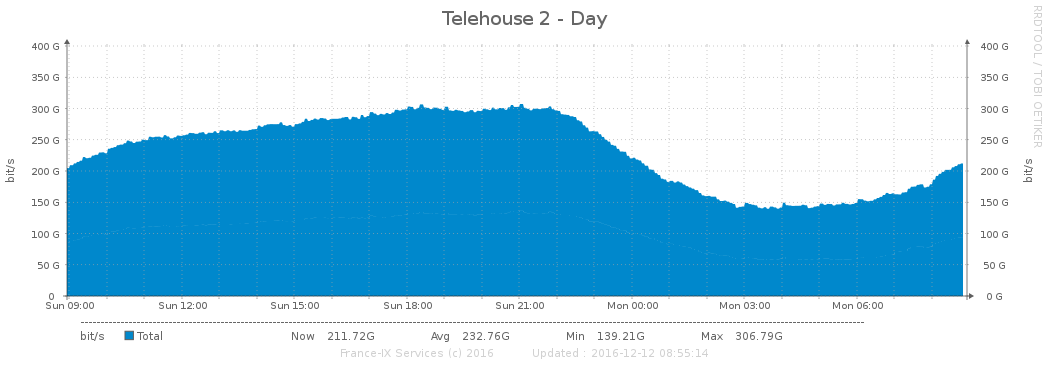 Telehouse 2 - Day
RRDTOOL / TOBI OETIKER
bit/s
bit/s
400 G 400 G
350 G 350 G
300 G 300 G
250 G 250 G
200 G 200 G
150 G 150 G
100 G 100 G
50 G 50 G
0 0 G
Sun 09:00 Sun 12:00 Sun 15:00 Sun 18:00 Sun 21:00 Mon 00:00 Mon 03:00 Mon 06:00
bit/s Total Now 211.72G Avg 232.76G Min 139.21G Max 306.79G
France-IX Services (c) 2016 Updated : 2016-12-12 08:55:14